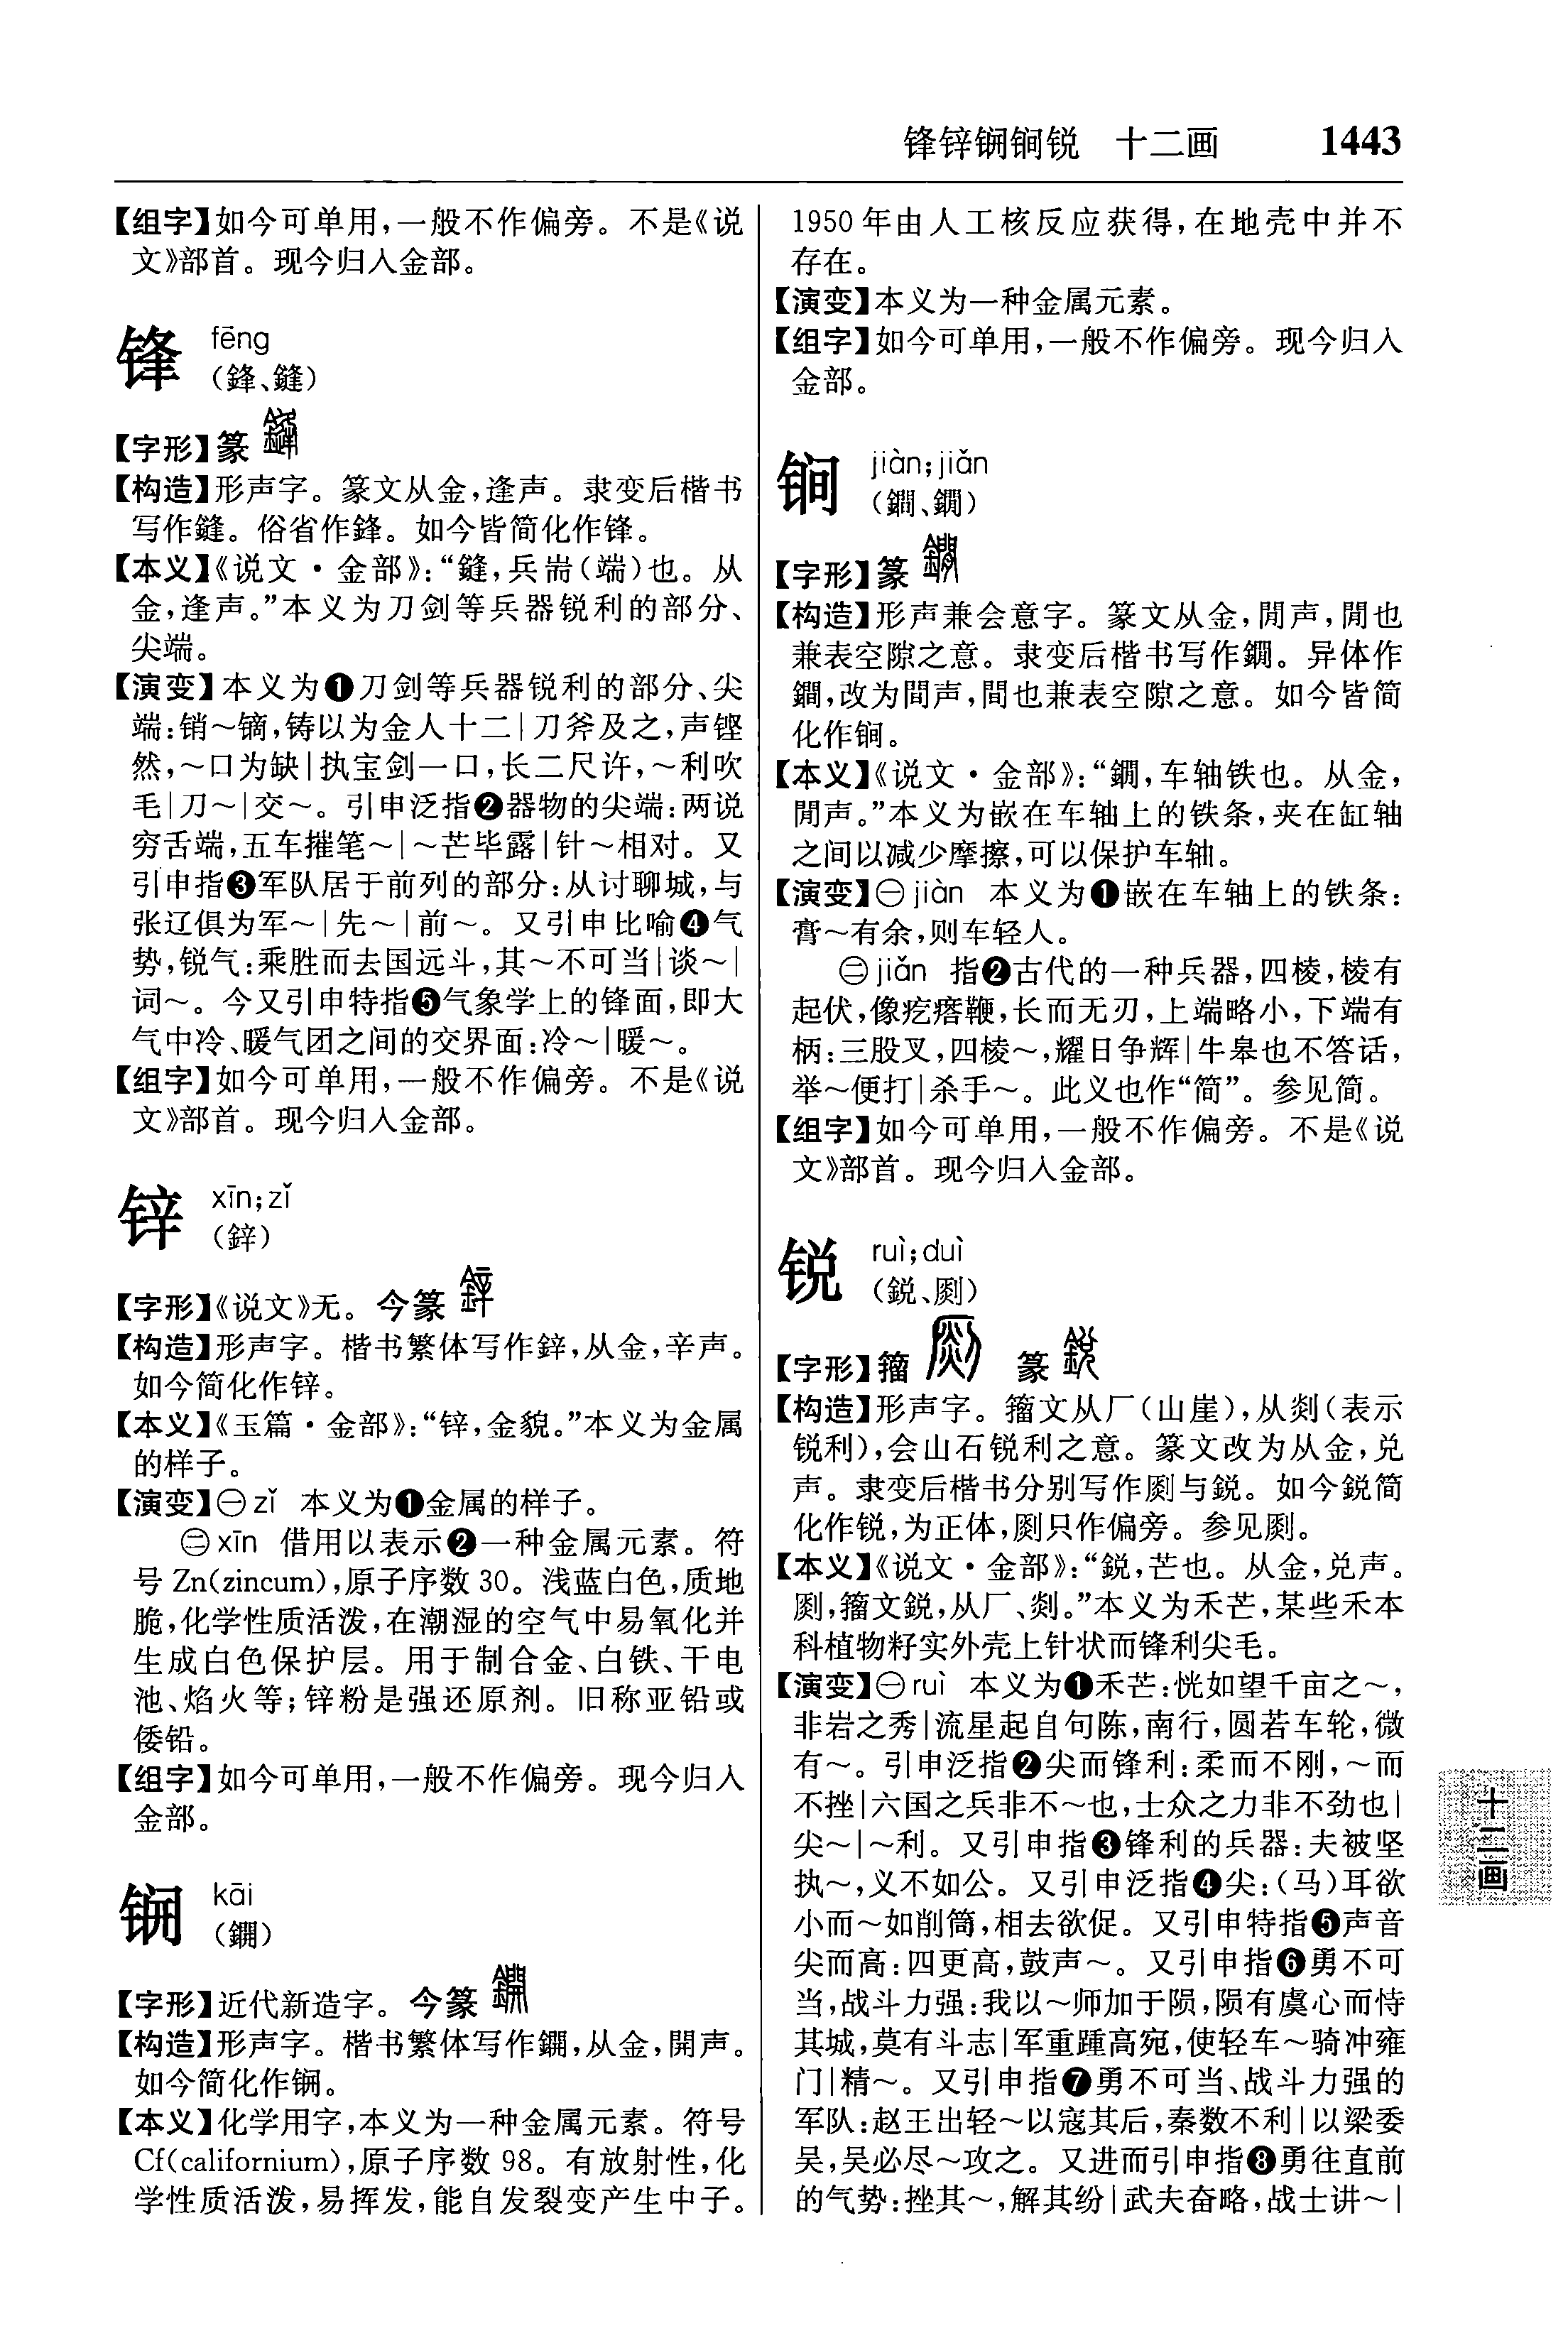 锋锌锎锏锐 十二画 1443
【组字】如今可单用,一般不作偏旁。不是《说
文》部首。现今归入金部。
锋 fēng
(鋒、鏠)
【字形】篆
【构造】形声字。篆文从金,逢声。隶变后楷书
写作鏠。俗省作鋒。如今皆简化作锋。
【本义】《说文·金部》:“鏠,兵耑(端)也。从
金,逢声。”本义为刀剑等兵器锐利的部分、
尖端。
【演变】本义为❶刀剑等兵器锐利的部分、尖
端:销～镝,铸以为金人十二|刀斧及之,声铿
然,～口为缺|执宝剑一口,长二尺许,～利吹
毛|刀～|交～。引申泛指❷器物的尖端:两说
穷舌端,五车摧笔～|～芒毕露|针～相对。又
引申指❸军队居于前列的部分:从讨聊城,与
张辽俱为军～|先～|前～。又引申比喻❹气
势,锐气:乘胜而去国远斗,其～不可当|谈～|
词～。今又引申特指❺气象学上的锋面,即大
气中冷、暖气团之间的交界面:冷～|暖～。
【组字】如今可单用,一般不作偏旁。不是《说
文》部首。现今归入金部。
锌 xīn;zǐ
(鋅)
【字形】《说文》无。今篆
【构造】形声字。楷书繁体写作鋅,从金,辛声。
如今简化作锌。
【本义】《玉篇·金部》:“锌,金貌。”本义为金属
的样子。
【演变】㊀zǐ 本义为❶金属的样子。
㊁xīn 借用以表示❷一种金属元素。符
号 Zn(zincum),原子序数 30。浅蓝白色,质地
脆,化学性质活泼,在潮湿的空气中易氧化并
生成白色保护层。用于制合金、白铁、干电
池、焰火等;锌粉是强还原剂。旧称亚铅或
倭铅。
【组字】如今可单用,一般不作偏旁。现今归入
金部。
锎 kāi
(鐦)
【字形】近代新造字。今篆
【构造】形声字。楷书繁体写作鐦,从金,開声。
如今简化作锎。
【本义】化学用字,本义为一种金属元素。符号
Cf(californium),原子序数 98。有放射性,化
学性质活泼,易挥发,能自发裂变产生中子。
1950 年由人工核反应获得,在地壳中并不
存在。
【演变】本义为一种金属元素。
【组字】如今可单用,一般不作偏旁。现今归入
金部。
锏 jiàn;jiǎn
(鐧、鐗)
【字形】篆
【构造】形声兼会意字。篆文从金,閒声,閒也
兼表空隙之意。隶变后楷书写作鐗。异体作
鐧,改为間声,間也兼表空隙之意。如今皆简
化作锏。
【本义】《说文·金部》:“鐗,车轴铁也。从金,
閒声。”本义为嵌在车轴上的铁条,夹在缸轴
之间以减少摩擦,可以保护车轴。
【演变】㊀jiàn 本义为❶嵌在车轴上的铁条:
膏～有余,则车轻人。
㊁jiǎn 指❷古代的一种兵器,四棱,棱有
起伏,像疙瘩鞭,长而无刃,上端略小,下端有
柄:三股叉,四棱～,耀日争辉|牛皋也不答话,
举～便打|杀手～。此义也作“简”。参见简。
【组字】如今可单用,一般不作偏旁。不是《说
文》部首。现今归入金部。
锐 ruì;duì
(鋭、㓹)
【字形】籀 篆
【构造】形声字。籀文从厂(山崖),从剡(表示
锐利),会山石锐利之意。篆文改为从金,兑
声。隶变后楷书分别写作㓹与鋭。如今鋭简
化作锐,为正体,㓹只作偏旁。参见㓹。
【本义】《说文·金部》:“鋭,芒也。从金,兑声。
㓹,籀文鋭,从厂、剡。”本义为禾芒,某些禾本
科植物籽实外壳上针状而锋利尖毛。
【演变】㊀ruì 本义为❶禾芒:恍如望千亩之～,
非岩之秀|流星起自句陈,南行,圆若车轮,微
有～。引申泛指❷尖而锋利:柔而不刚,～而
不挫|六国之兵非不～也,士众之力非不劲也|
尖～|～利。又引申指❸锋利的兵器:夫被坚
执～,义不如公。又引申泛指❹尖:(马)耳欲
小而～如削筒,相去欲促。又引申特指❺声音
尖而高:四更高,鼓声～。又引申指❻勇不可
当,战斗力强:我以～师加于陨,陨有虞心而恃
其城,莫有斗志|军重踵高宛,使轻车～骑冲雍
门|精～。又引申指❼勇不可当、战斗力强的
军队:赵王出轻～以寇其后,秦数不利|以梁委
吴,吴必尽～攻之。又进而引申指❽勇往直前
的气势:挫其～,解其纷|武夫奋略,战士讲～|
十二画